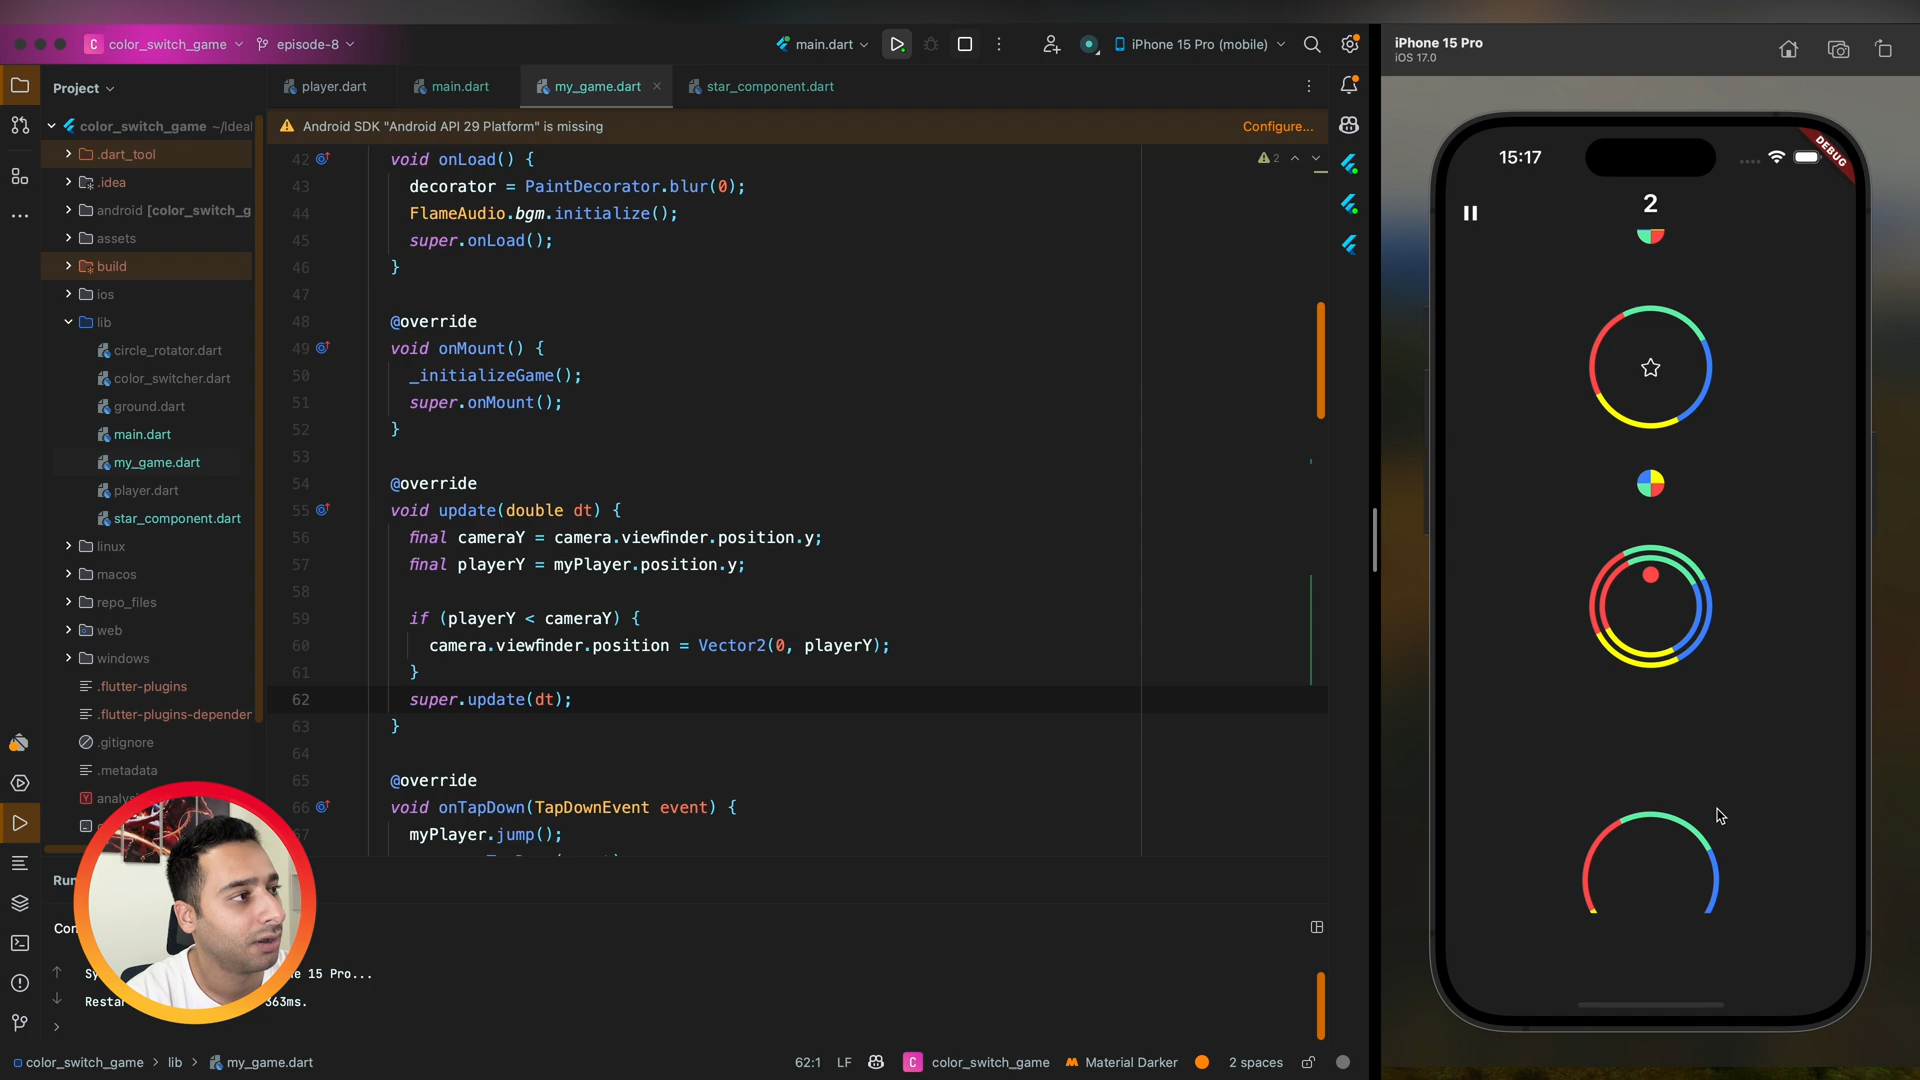 C color_switch_game
episode-8
main.dart
iPhone 15 Pro (mobile)
Project
player.dart
main.dart
my_game.dart
star_component.dart
Android SDK "Android API 29 Platform" is missing
Configure...
color_switch_game ~/Ideal
.dart_tool
.idea
android [color_switch_g
assets
build
ios
lib
circle_rotator.dart
color_switcher.dart
ground.dart
main.dart
my_game.dart
player.dart
star_component.dart
linux
macos
repo_files
web
windows
.flutter-plugins
.flutter-plugins-depender
.gitignore
.metadata
analys
2
42 void onLoad() {
43 decorator = PaintDecorator.blur(0);
44 FlameAudio.bgm.initialize();
45 super.onLoad();
46 }
47
48 @override
49 void onMount() {
50 _initializeGame();
51 super.onMount();
52 }
53
54 @override
55 void update(double dt) {
56 final cameraY = camera.viewfinder.position.y;
57 final playerY = myPlayer.position.y;
58
59 if (playerY < cameraY) {
60 camera.viewfinder.position = Vector2(0, playerY);
61 }
62 super.update(dt);
63 }
64
65 @override
66 void onTapDown(TapDownEvent event) {
67 myPlayer.jump();
Run
Con
Sy
e 15 Pro...
Restar
363ms.
color_switch_game > lib > my_game.dart
62:1 LF C color_switch_game Material Darker 2 spaces
iPhone 15 Pro
iOS 17.0
15:17
DEBUG
2